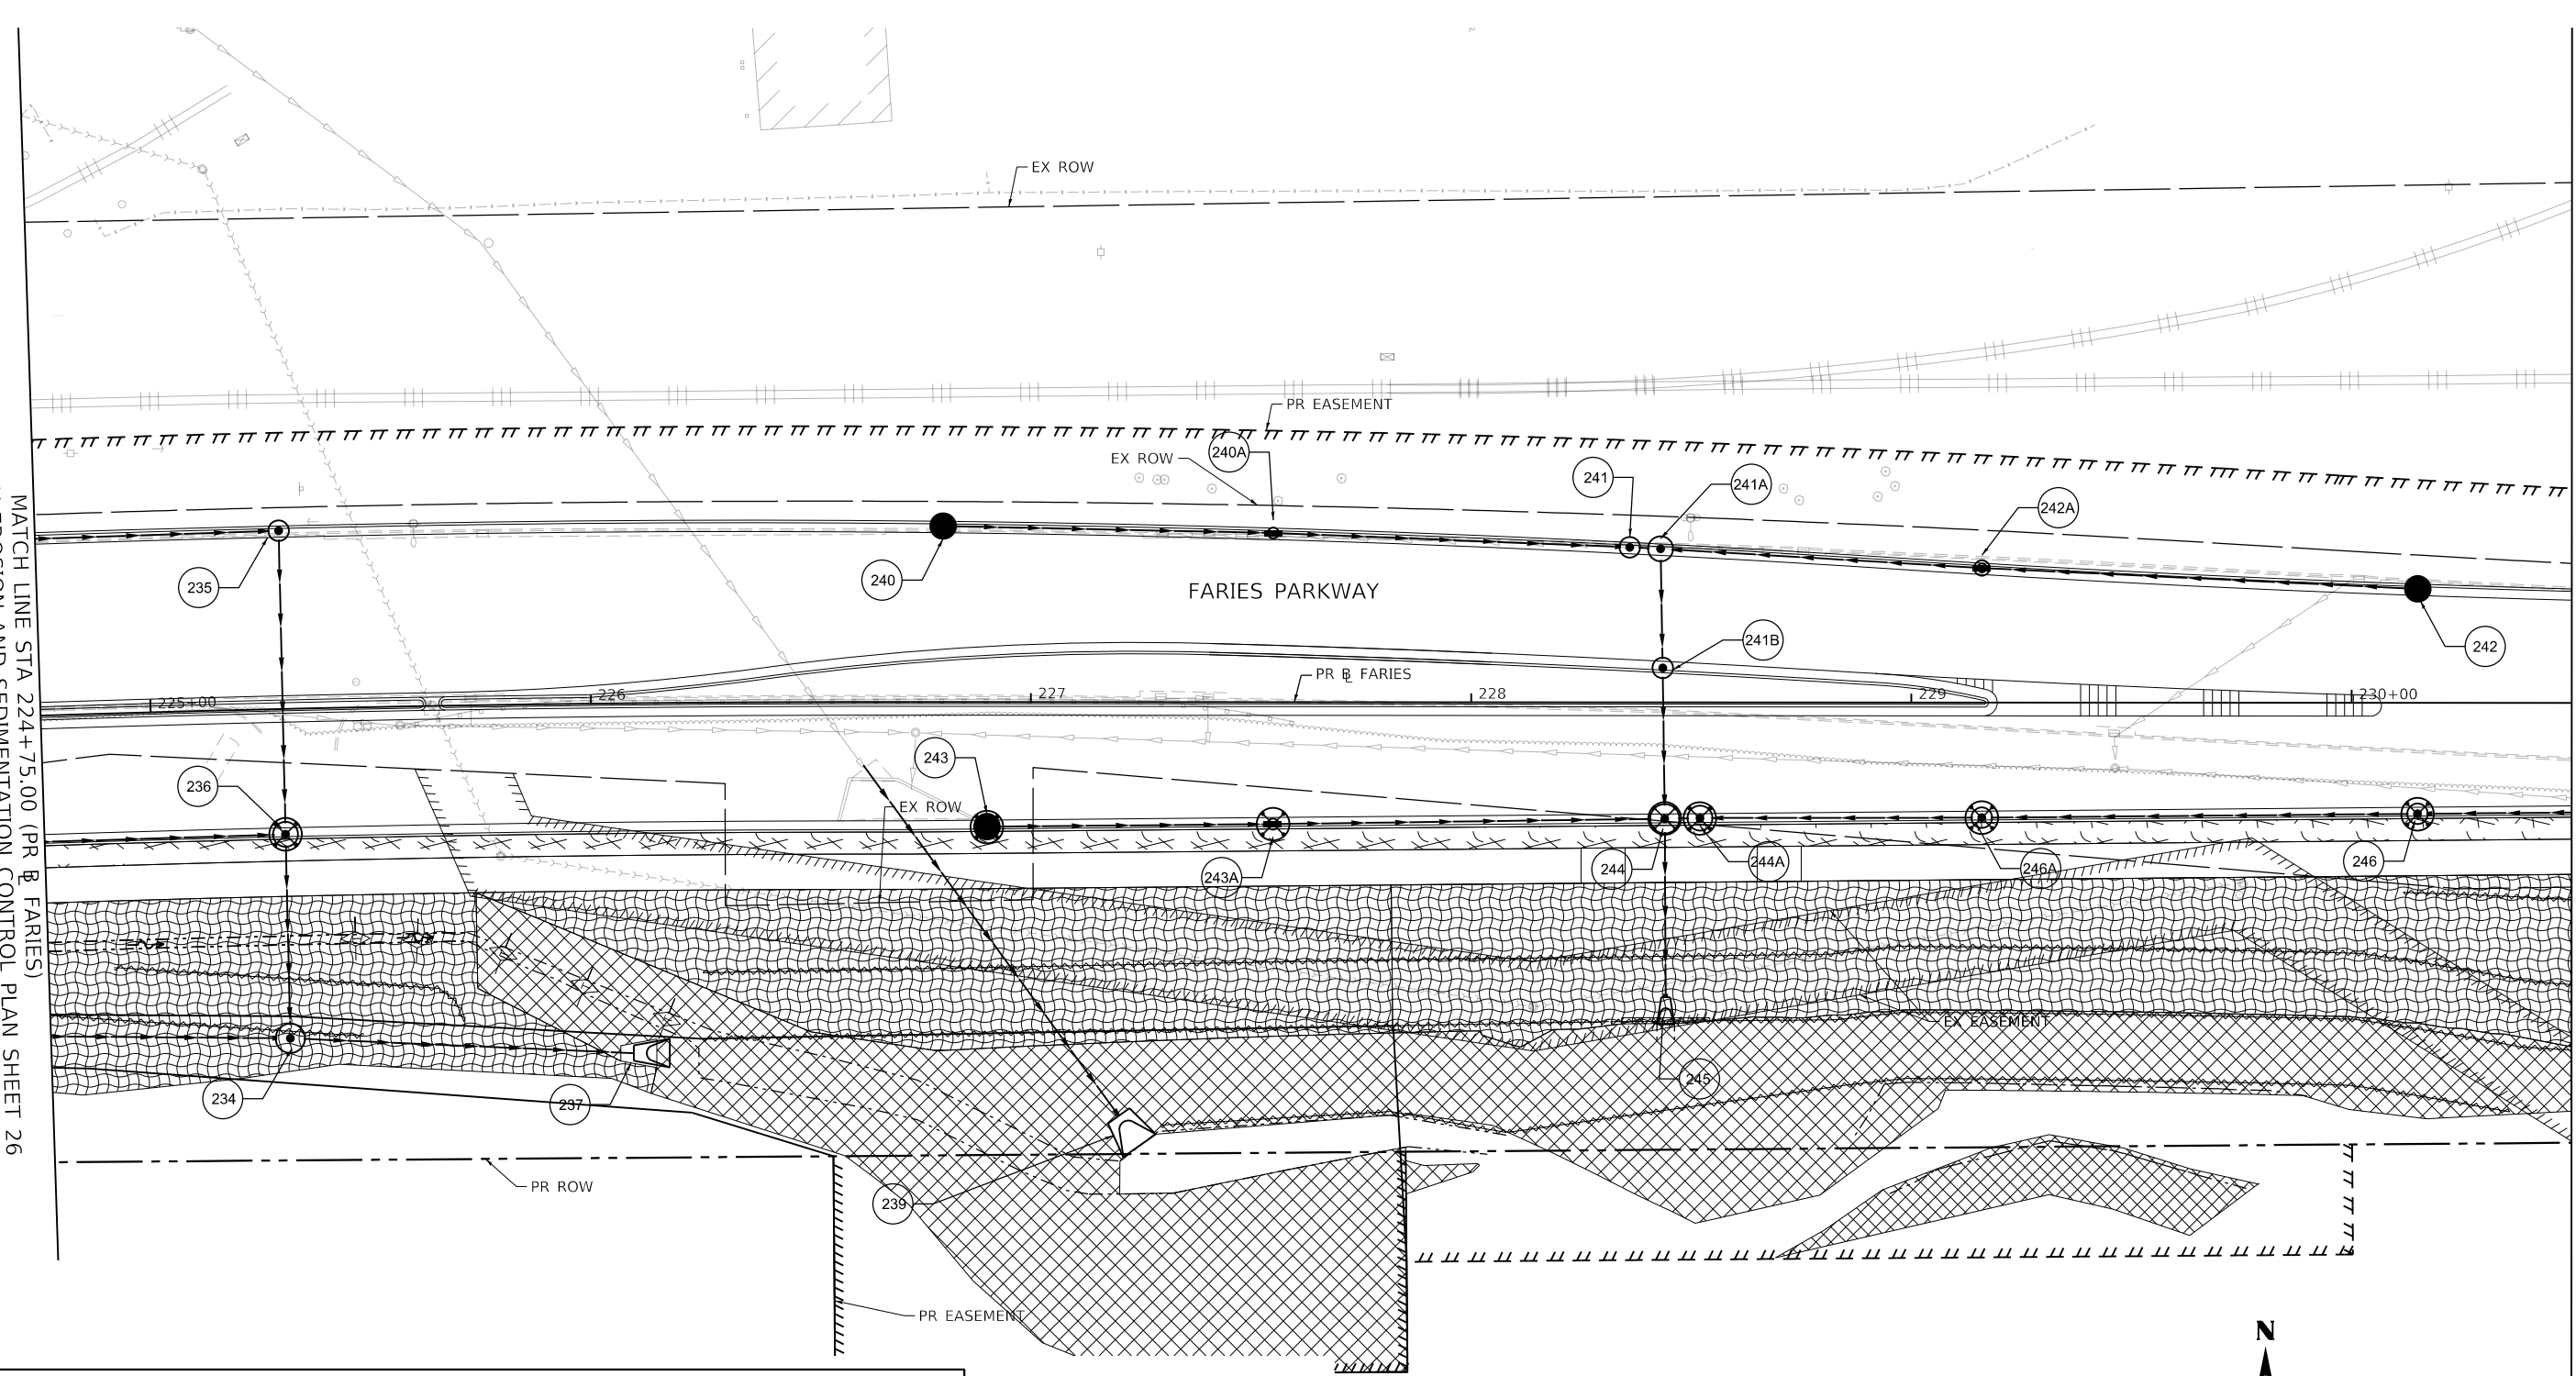 EX ROW
PR EASEMENT
EX ROW
240A
241
241A
242A
235
240
FARIES PARKWAY
241B
242
PR ⅊ FARIES
225+00
226
227
228
229
230+00
236
243
EX ROW
243A
244
244A
246A
246
EX EASEMENT
234
237
245
239
PR ROW
PR EASEMENT
N
MATCH LINE STA 224+75.00 (PR ⅊ FARIES)
EROSION AND SEDIMENTATION CONTROL PLAN SHEET 26